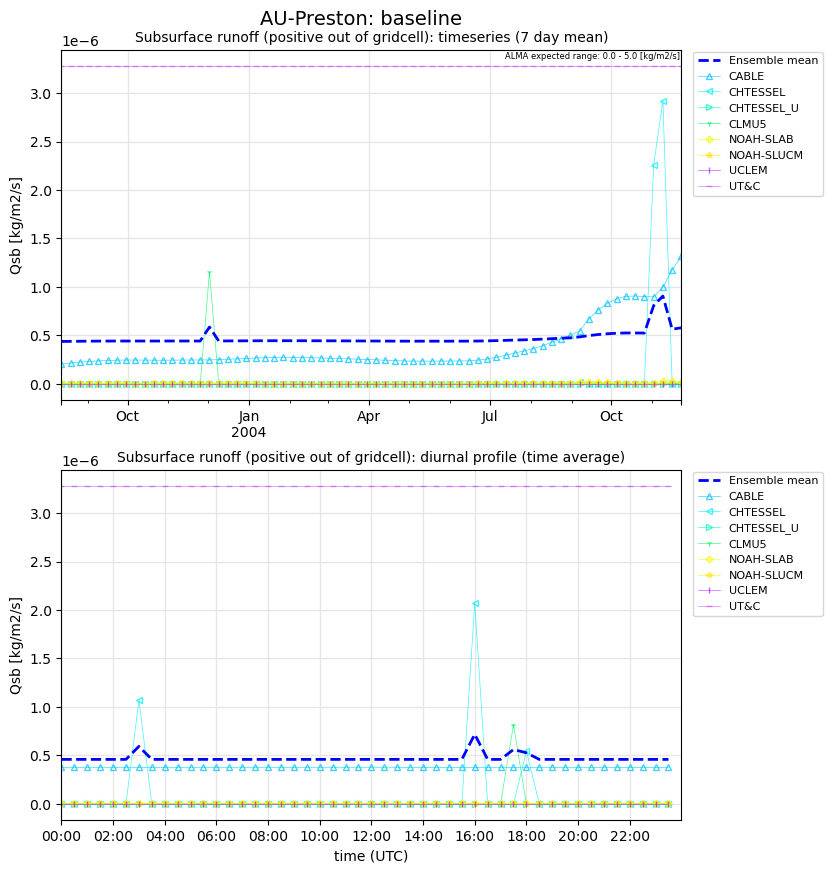 AU-Preston: baseline
Subsurface runoff (positive out of gridcell): timeseries (7 day mean)
1e−6
ALMA expected range: 0.0 - 5.0 [kg/m2/s]
Qsb [kg/m2/s]
3.0
2.5
2.0
1.5
1.0
0.5
0.0
Oct
Jan
2004
Apr
Jul
Oct
Ensemble mean
CABLE
CHTESSEL
CHTESSEL_U
CLMU5
NOAH-SLAB
NOAH-SLUCM
UCLEM
UT&C
Subsurface runoff (positive out of gridcell): diurnal profile (time average)
1e−6
Qsb [kg/m2/s]
3.0
2.5
2.0
1.5
1.0
0.5
0.0
00:00 02:00 04:00 06:00 08:00 10:00 12:00 14:00 16:00 18:00 20:00 22:00
time (UTC)
Ensemble mean
CABLE
CHTESSEL
CHTESSEL_U
CLMU5
NOAH-SLAB
NOAH-SLUCM
UCLEM
UT&C